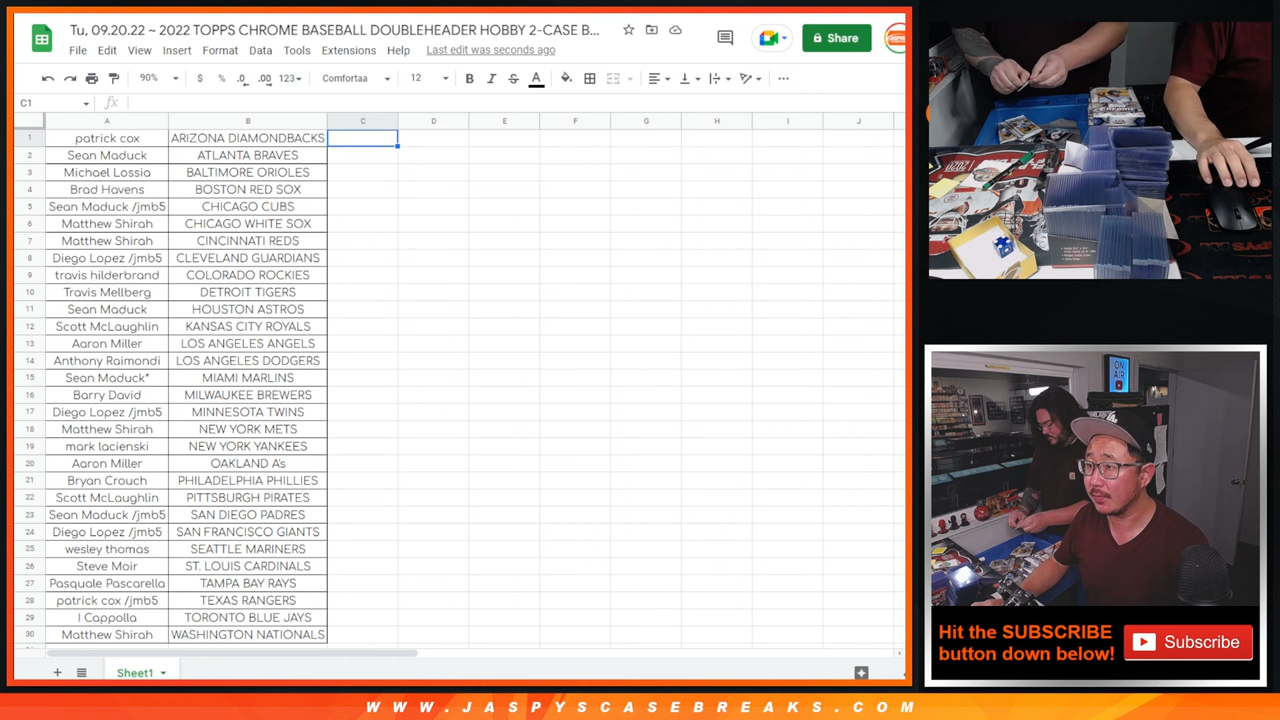 Tu, 09.20.22 ~ 2022 TOPPS CHROME BASEBALL DOUBLEHEADER HOBBY 2-CASE B...
File Edit View Insert Format Data Tools Extensions Help Last edit was seconds ago
Share
90% $ % .0 .00 123 Comfortaa 12 B I S A
C1 fx
A B C D E F G H I J
1 patrick cox ARIZONA DIAMONDBACKS
2 Sean Maduck ATLANTA BRAVES
3 Michael Lossia BALTIMORE ORIOLES
4 Brad Havens BOSTON RED SOX
5 Sean Maduck /jmb5 CHICAGO CUBS
6 Matthew Shirah CHICAGO WHITE SOX
7 Matthew Shirah CINCINNATI REDS
8 Diego Lopez /jmb5 CLEVELAND GUARDINS
9 travis hilderbrand COLORADO ROCKIES
10 Travis Mellberg DETROIT TIGERS
11 Sean Maduck HOUSTON ASTROS
12 Scott McLaughlin KANSAS CITY ROYALS
13 Aaron Miller LOS ANGELES ANGELS
14 Anthony Raimondi LOS ANGELES DODGERS
15 Sean Maduck* MIAMI MARLINS
16 Barry David MILWAUKEE BREWERS
17 Diego Lopez /jmb5 MINNESOTA TWINS
18 Matthew Shirah NEW YORK METS
19 mark lacienski NEW YORK YANKEES
20 Aaron Miller OAKLAND A's
21 Bryan Crouch PHILADELPHIA PHILLIES
22 Scott McLaughlin PITTSBURGH PIRATES
23 Sean Maduck /jmb5 SAN DIEGO PADRES
24 Diego Lopez /jmb5 SAN FRANCISCO GIANTS
25 wesley thomas SEATTLE MARINERS
26 Steve Moir ST. LOUIS CARDINALS
27 Pasquale Pascarella TAMPA BAY RAYS
28 patrick cox /jmb5 TEXAS RANGERS
29 I Cappolla TORONTO BLUE JAYS
30 Matthew Shirah WASHINGTON NATIONALS
Sheet1
ON AIR
Hit the SUBSCRIBE
button down below!
Subscribe
WWW.JASPYSCASEBREAKS.COM